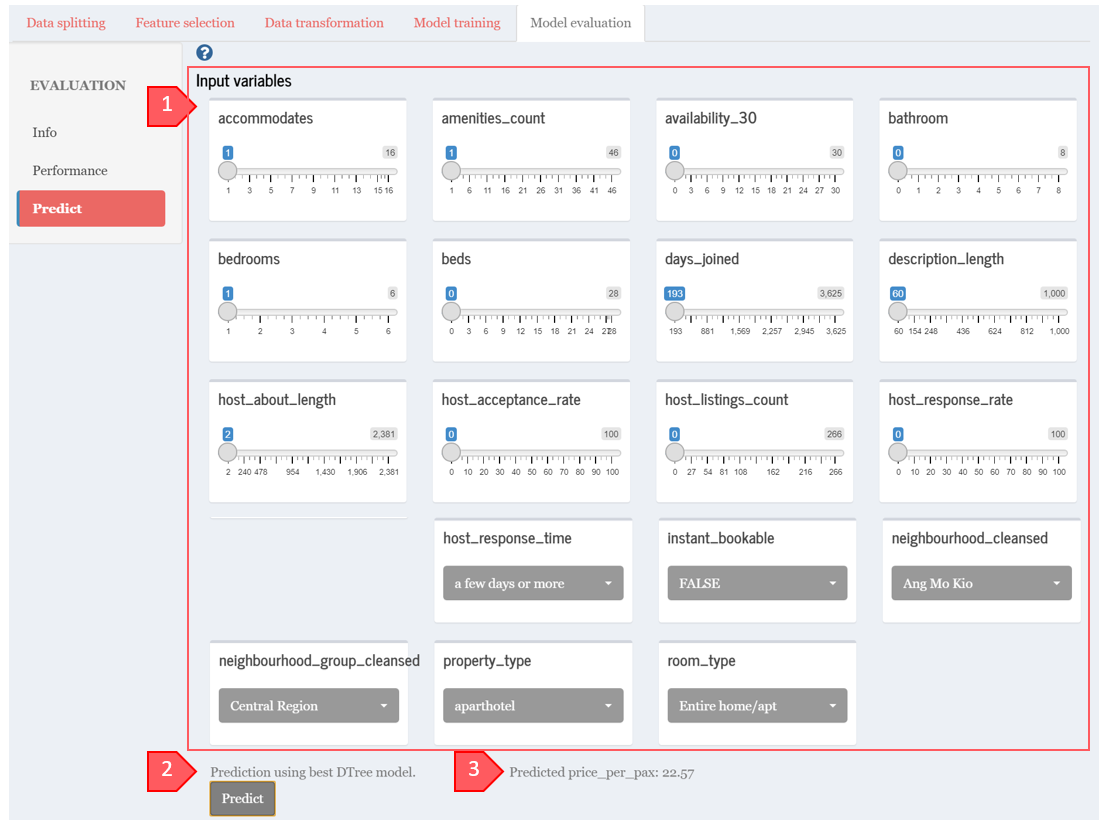 Data splitting Feature selection Data transformation Model training Model evaluation
?
EVALUATION
Info
Performance
Predict
1
Input variables
accommodates amenities_count availability_30 bathroom
1 16 1 46 0 30 0 8
1 3 5 7 9 11 13 15 16 1 6 11 16 21 26 31 36 41 46 0 3 6 9 12 15 18 21 24 27 30 0 1 2 3 4 5 6 7 8
bedrooms beds days_joined description_length
1 6 0 28 193 3,625 60 1,000
1 2 3 4 5 6 0 3 6 9 12 15 18 21 24 28 193 881 1,569 2,257 2,945 3,625 60 154 248 436 624 812 1,000
host_about_length host_acceptance_rate host_listings_count host_response_rate
2 2,381 0 100 0 266 0 100
2 240 478 954 1,430 1,906 2,381 0 10 20 30 40 50 60 70 80 90 100 0 27 54 81 108 162 216 266 0 10 20 30 40 50 60 70 80 90 100
host_response_time instant_bookable neighbourhood_cleansed
a few days or more FALSE Ang Mo Kio
neighbourhood_group_cleansed property_type room_type
Central Region aparthotel Entire home/apt
2 Prediction using best DTree model. 3 Predicted price_per_pax: 22.57
Predict